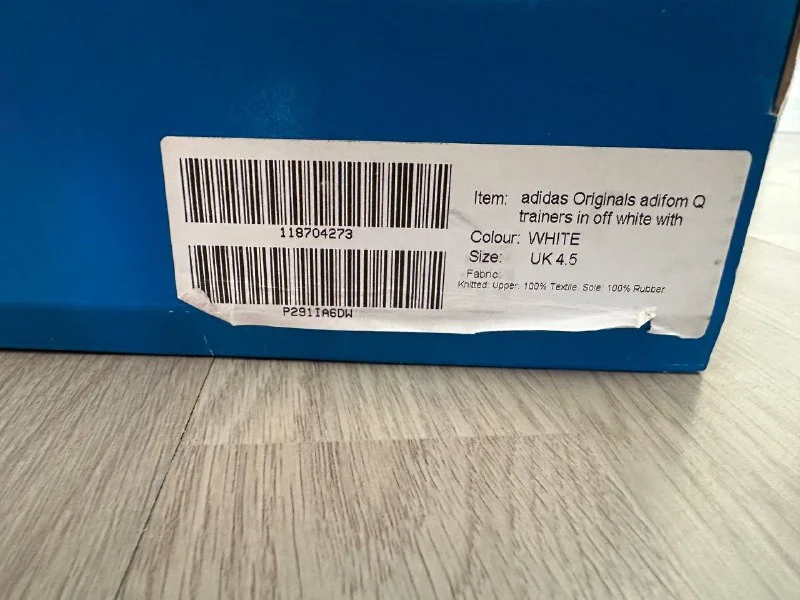 118704273
P291IA6DW
Item: adidas Originals adifom Q
trainers in off white with
Colour: WHITE
Size: UK 4.5
Fabric:
Knitted: Upper: 100% Textile. Sole: 100% Rubber.